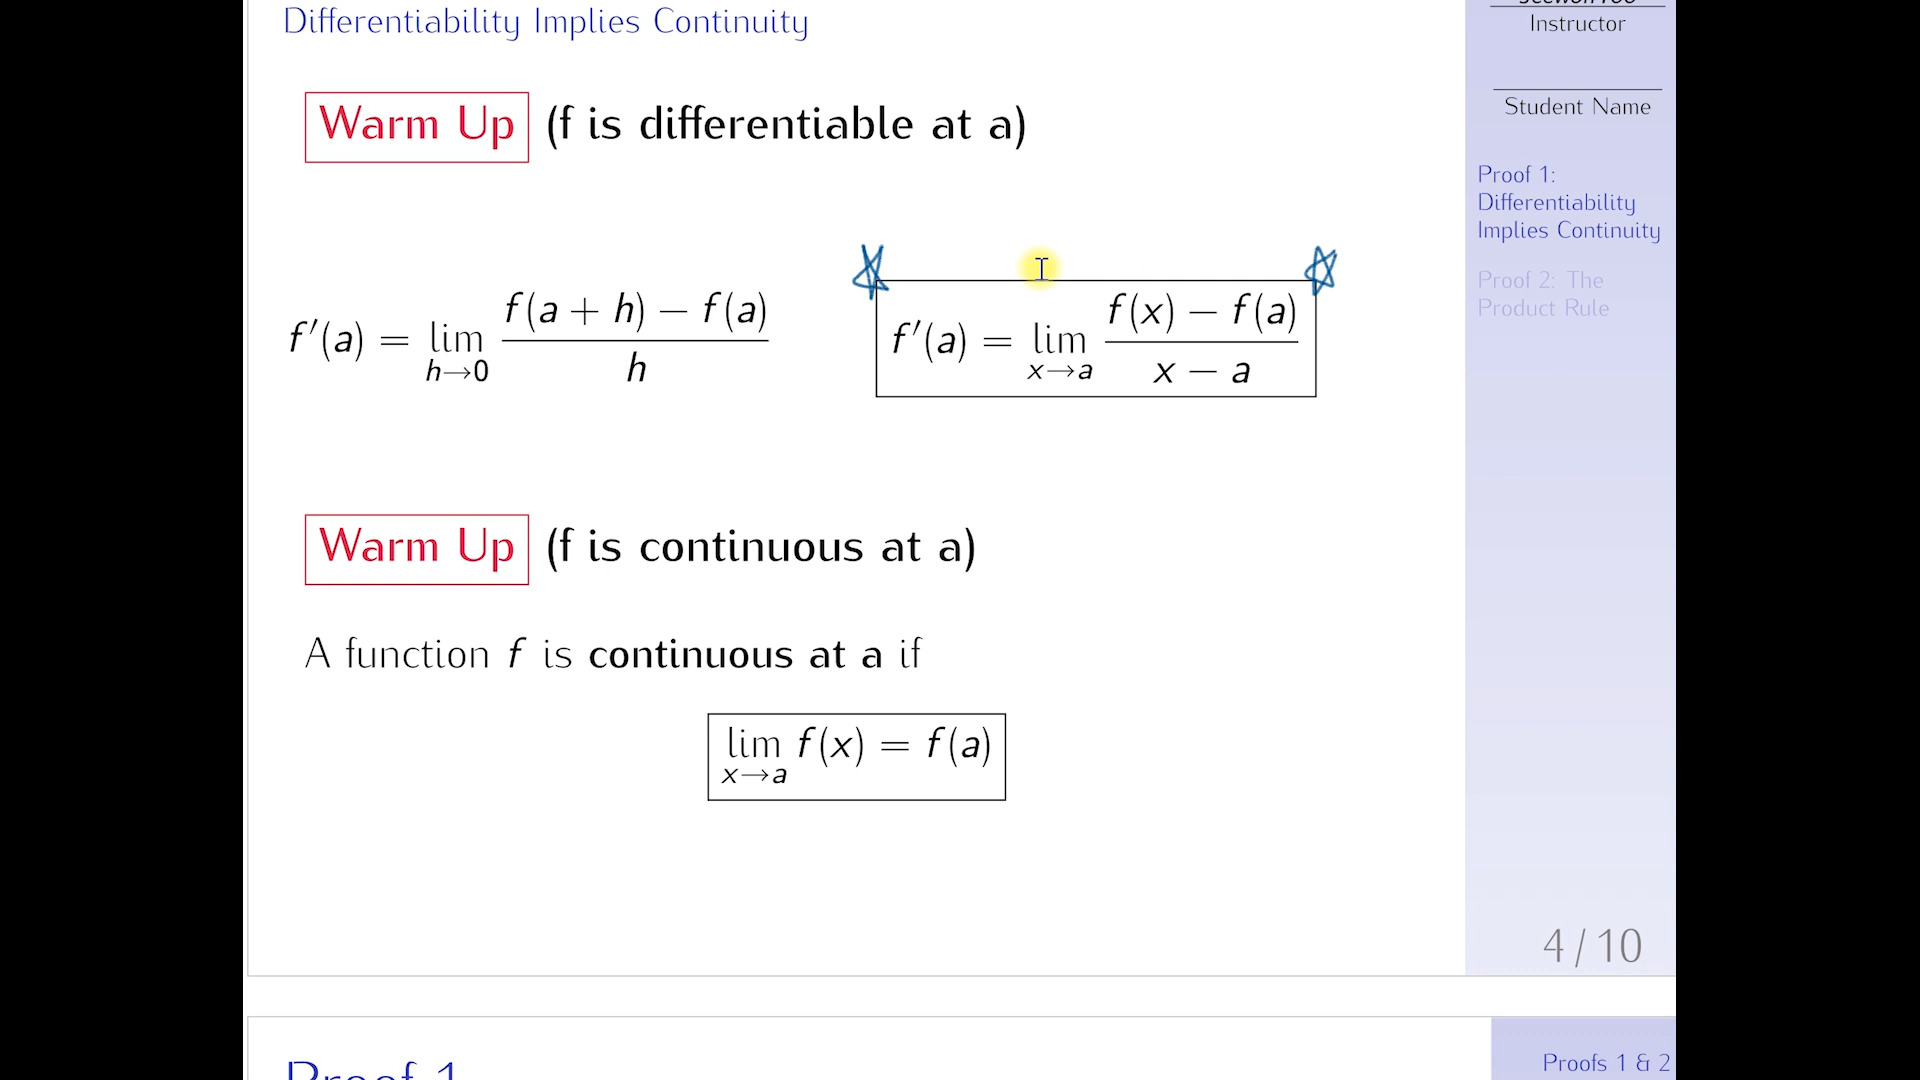 Differentiability Implies Continuity
Warm Up (f is differentiable at a)
f′(a) = lim h→0 f(a + h) − f(a) / h
f′(a) = lim x→a f(x) − f(a) / x − a
Warm Up (f is continuous at a)
A function f is continuous at a if
lim x→a f(x) = f(a)
Instructor
Student Name
Proof 1:
Differentiability
Implies Continuity
Proof 2: The
Product Rule
4 / 10
Proof 1
Proofs 1 & 2